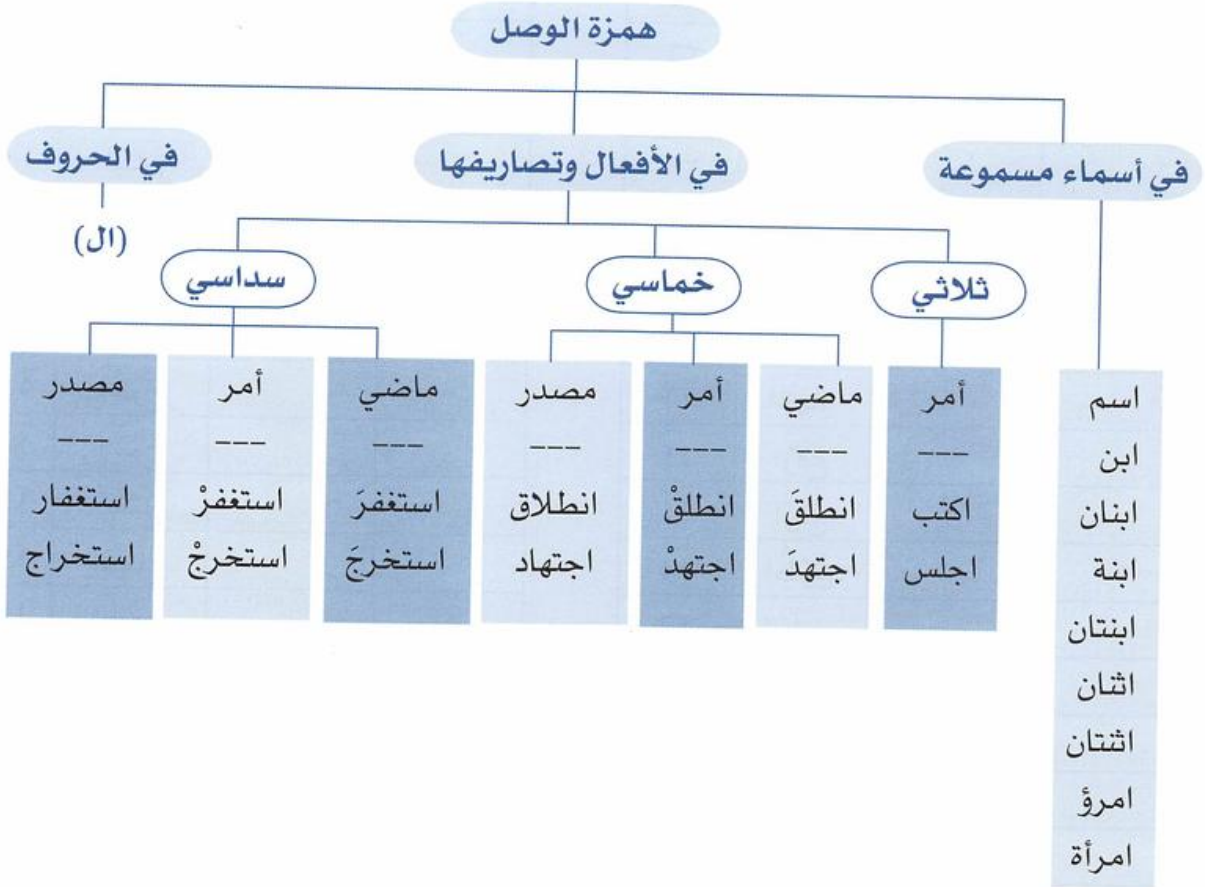 همزة الوصل
في أسماء مسموعة
في الأفعال وتصاريفها
في الحروف
(ال)
ثلاثي
خماسي
سداسي
اسم
ابن
ابنان
ابنة
ابنتان
اثنان
اثنتان
امرؤ
امرأة
أمر
---
اكتب
اجلس
ماضي
---
انطلقَ
اجتهدَ
أمر
---
انطلقْ
اجتهدْ
مصدر
---
انطلاق
اجتهاد
ماضي
---
استغفرَ
استخرجَ
أمر
---
استغفرْ
استخرجْ
مصدر
---
استغفار
استخراج